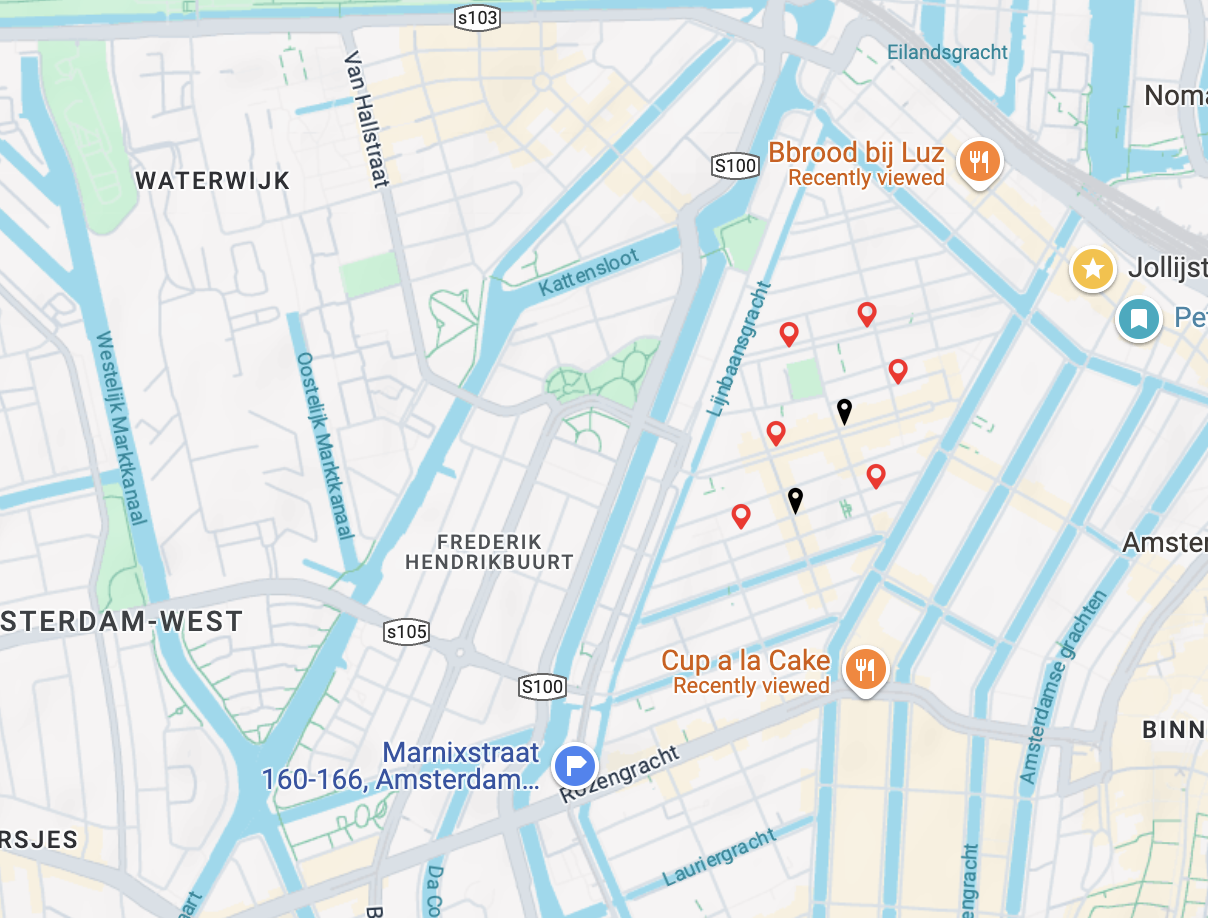 s103
Eilandsgracht
Van Hallstraat
Noma
Bbrood bij Luz
Recently viewed
S100
WATERWIJK
Kattensloot
Jollijst
Pe
Lijnbaansgracht
Westelijk Marktkanaal
Oostelijk Marktkanaal
FREDERIK
HENDRIKBUURT
Amster
STERDAM-WEST
s105
Cup a la Cake
Recently viewed
S100
Amsterdamse grachten
BINN
Marnixstraat
160-166, Amsterdam...
Rozengracht
RSJES
Lauriergracht
Da Co
engracht
B
aart